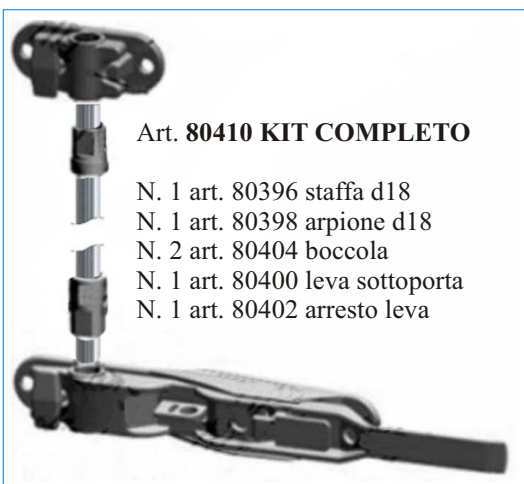 Art. 80410 KIT COMPLETO
N. 1 art. 80396 staffa d18
N. 1 art. 80398 arpione d18
N. 2 art. 80404 boccola
N. 1 art. 80400 leva sottoporta
N. 1 art. 80402 arresto leva